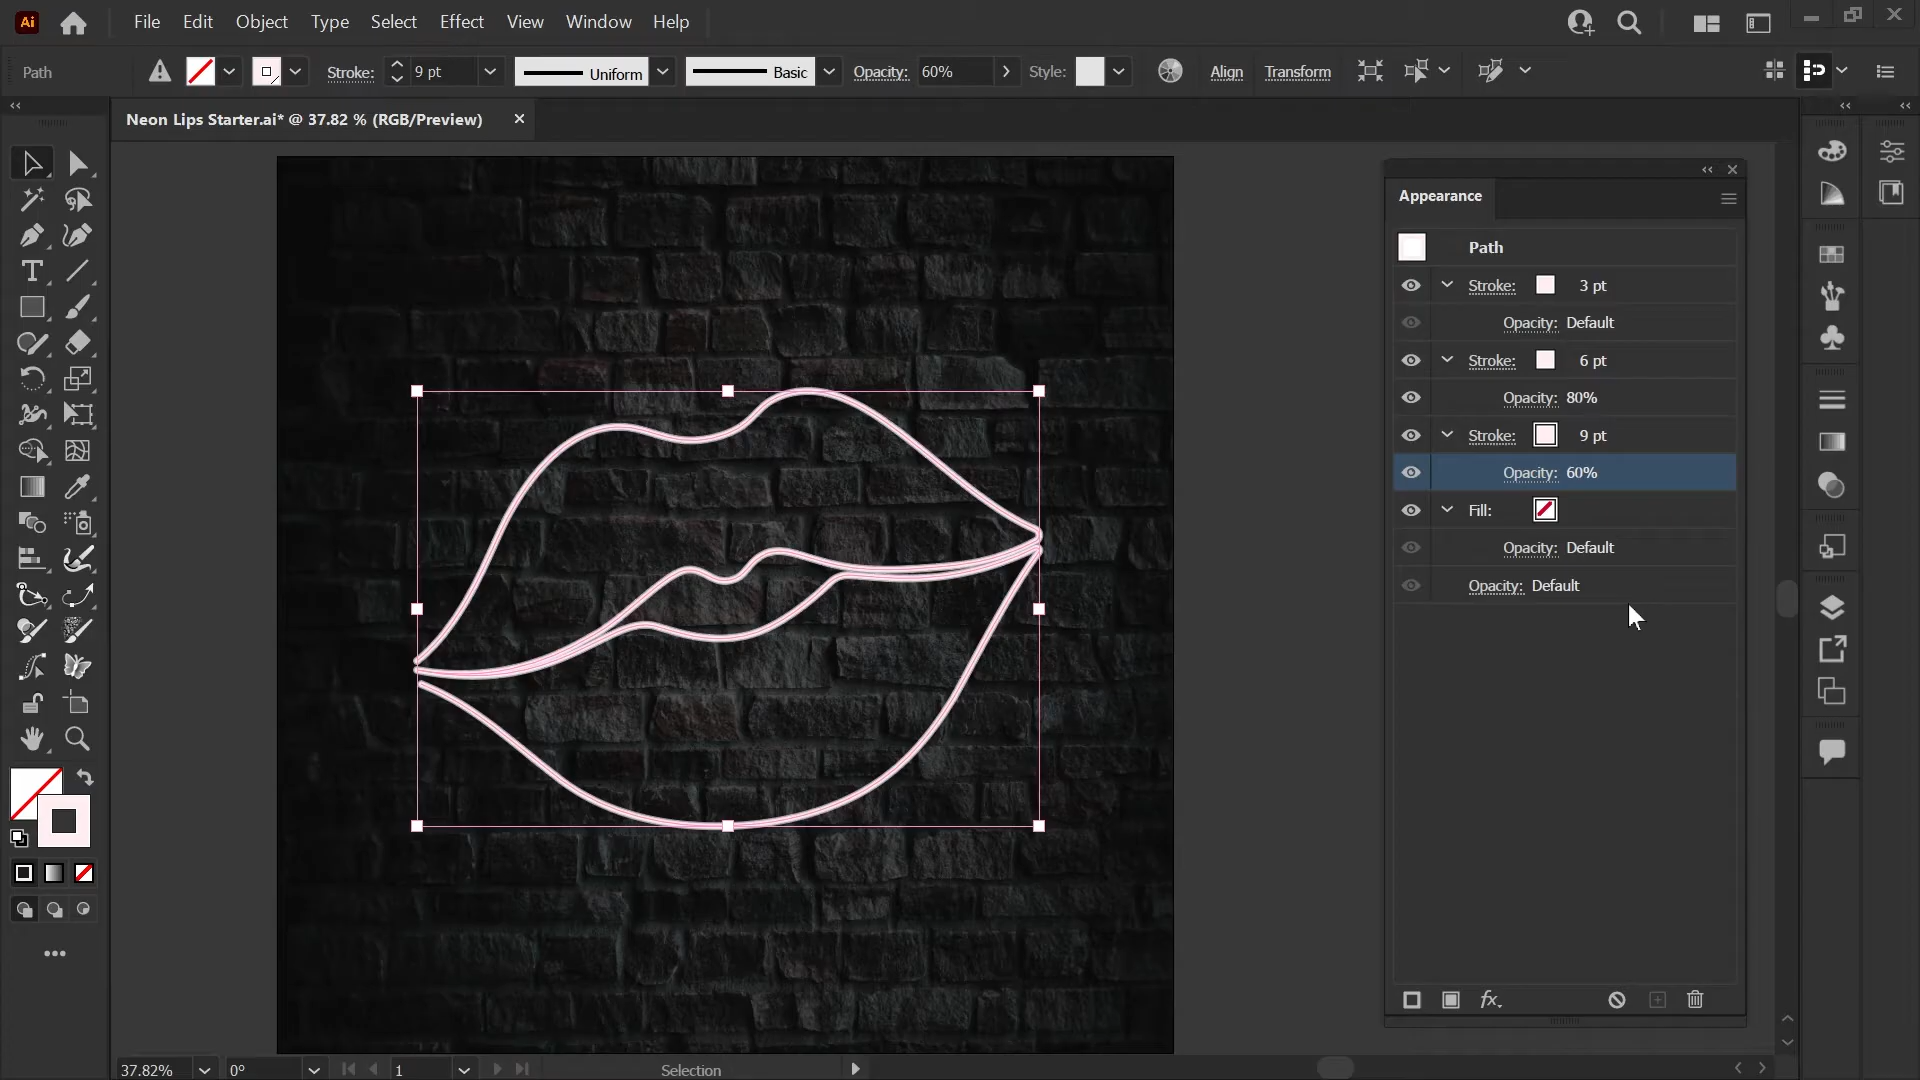 Ai File Edit Object Type Select Effect View Window Help
Path Stroke: 9 pt Uniform Basic Opacity: 60% Style: Align Transform
Neon Lips Starter.ai* @ 37.82 % (RGB/Preview)
Appearance
Path
Stroke: 3 pt
Opacity: Default
Stroke: 6 pt
Opacity: 80%
Stroke: 9 pt
Opacity: 60%
Fill:
Opacity: Default
Opacity: Default
fx
37.82% 0° 1 Selection